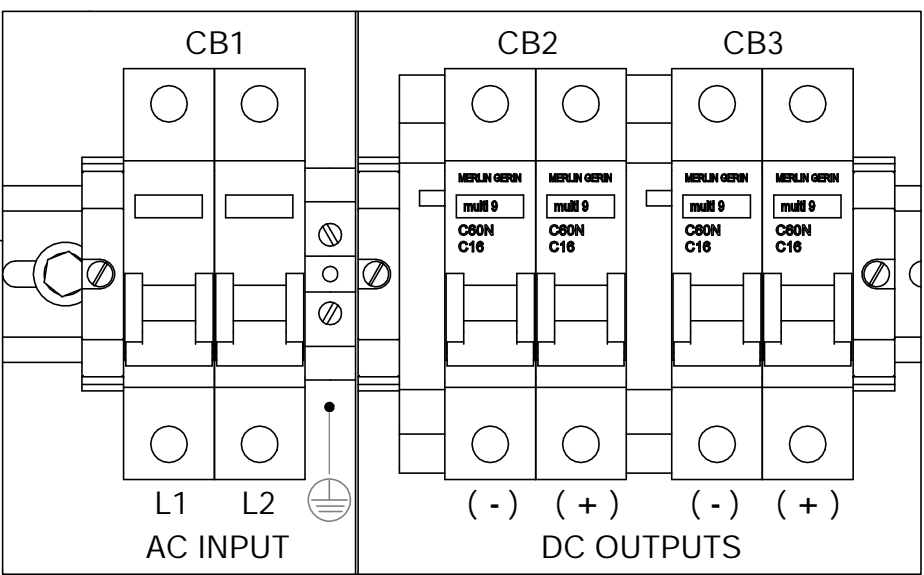 CB1
CB2
CB3
MERLIN GERIN MERLIN GERIN MERLIN GERIN MERLIN GERIN
multi 9 multi 9 multi 9 multi 9
C60N C60N C60N C60N
C16 C16 C16 C16
L1 L2 ( - ) ( + ) ( - ) ( + )
AC INPUT
DC OUTPUTS